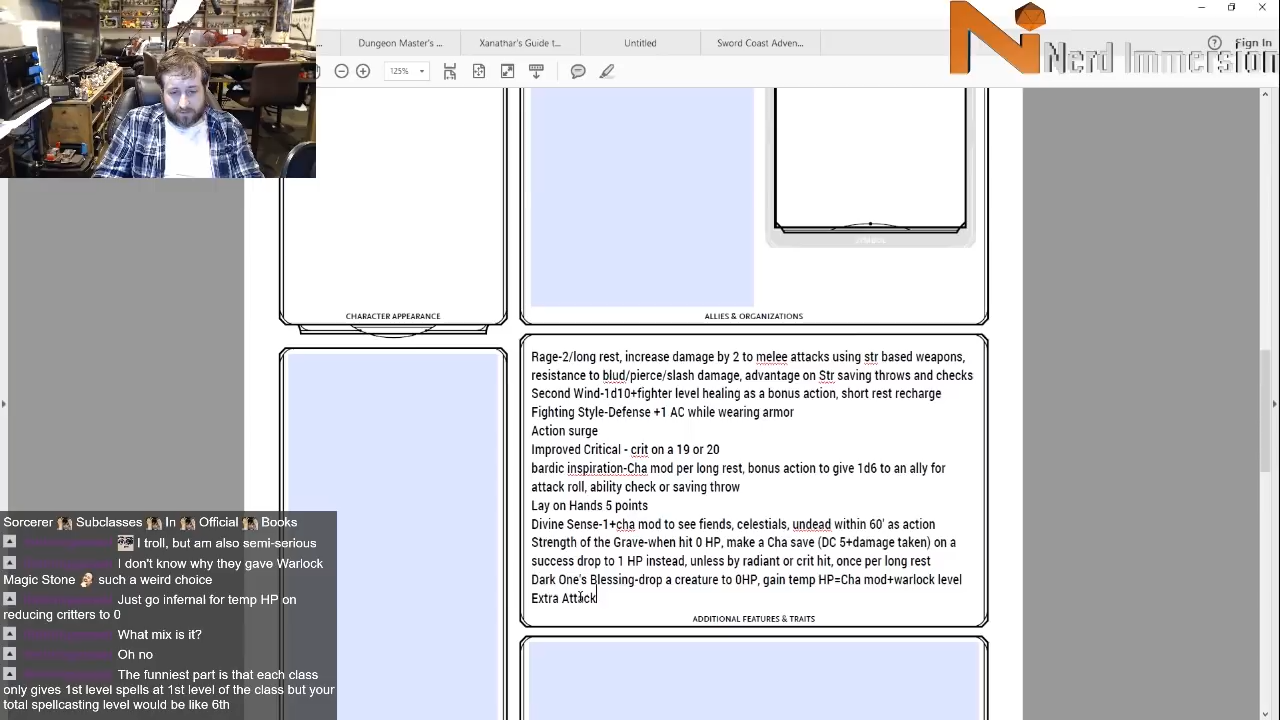 Dungeon Master's ...
Xanathar's Guide t...
Untitled
Sword Coast Adven...
Sign In
Nerd Immersion
125%
CHARACTER APPEARANCE
ALLIES & ORGANIZATIONS
Rage-2/long rest, increase damage by 2 to melee attacks using str based weapons,
resistance to blud/pierce/slash damage, advantage on Str saving throws and checks
Second Wind-1d10+fighter level healing as a bonus action, short rest recharge
Fighting Style-Defense +1 AC while wearing armor
Action surge
Improved Critical - crit on a 19 or 20
bardic inspiration-Cha mod per long rest, bonus action to give 1d6 to an ally for
attack roll, ability check or saving throw
Lay on Hands 5 points
Divine Sense-1+cha mod to see fiends, celestials, undead within 60' as action
Strength of the Grave-when hit 0 HP, make a Cha save (DC 5+damage taken) on a
success drop to 1 HP instead, unless by radiant or crit hit, once per long rest
Dark One's Blessing-drop a creature to 0HP, gain temp HP=Cha mod+warlock level
Extra Attack
ADDITIONAL FEATURES & TRAITS
Sorcerer Subclasses In Official Books
I troll, but am also semi-serious
I don't know why they gave Warlock
Magic Stone such a weird choice
Just go infernal for temp HP on
reducing critters to 0
What mix is it?
Oh no
The funniest part is that each class
only gives 1st level spells at 1st level of the class but your
total spellcasting level would be like 6th